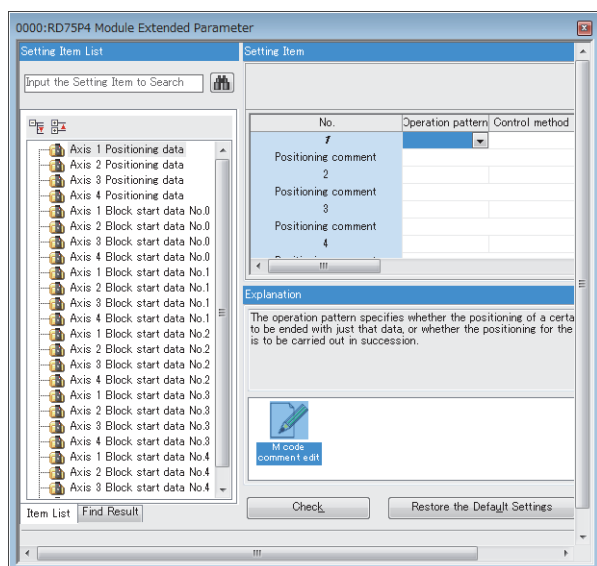 0000:RD75P4 Module Extended Parameter
Setting Item List
Input the Setting Item to Search
Axis 1 Positioning data
Axis 2 Positioning data
Axis 3 Positioning data
Axis 4 Positioning data
Axis 1 Block start data No.0
Axis 2 Block start data No.0
Axis 3 Block start data No.0
Axis 4 Block start data No.0
Axis 1 Block start data No.1
Axis 2 Block start data No.1
Axis 3 Block start data No.1
Axis 4 Block start data No.1
Axis 1 Block start data No.2
Axis 2 Block start data No.2
Axis 3 Block start data No.2
Axis 4 Block start data No.2
Axis 1 Block start data No.3
Axis 2 Block start data No.3
Axis 3 Block start data No.3
Axis 4 Block start data No.3
Axis 1 Block start data No.4
Axis 2 Block start data No.4
Axis 3 Block start data No.4
Item List Find Result
Setting Item
No. Operation pattern Control method
1
Positioning comment
2
Positioning comment
3
Positioning comment
4
Explanation
The operation pattern specifies whether the positioning of a certa
to be ended with just that data, or whether the positioning for the
is to be carried out in succession.
M code
comment edit
Check
Restore the Default Settings